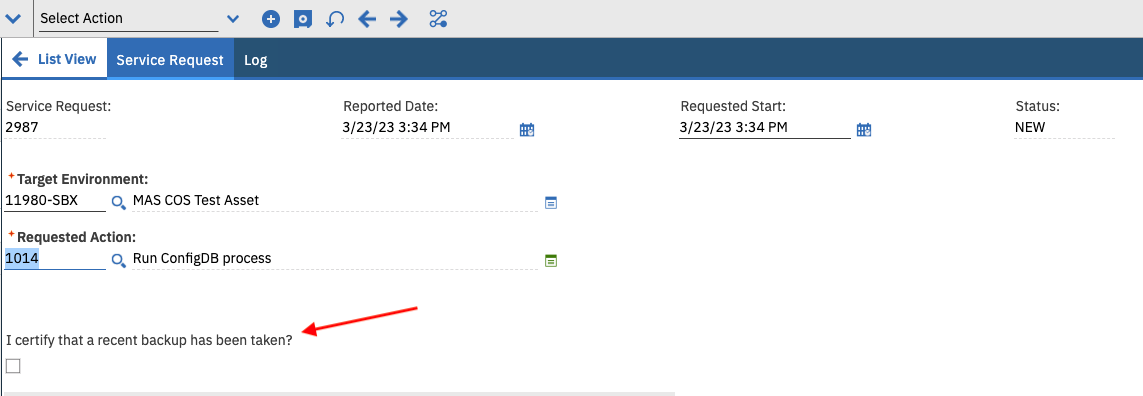 Select Action
List View Service Request Log
Service Request: Reported Date: Requested Start: Status:
2987 3/23/23 3:34 PM 3/23/23 3:34 PM NEW
*Target Environment:
11980-SBX MAS COS Test Asset
*Requested Action:
1014 Run ConfigDB process
I certify that a recent backup has been taken?